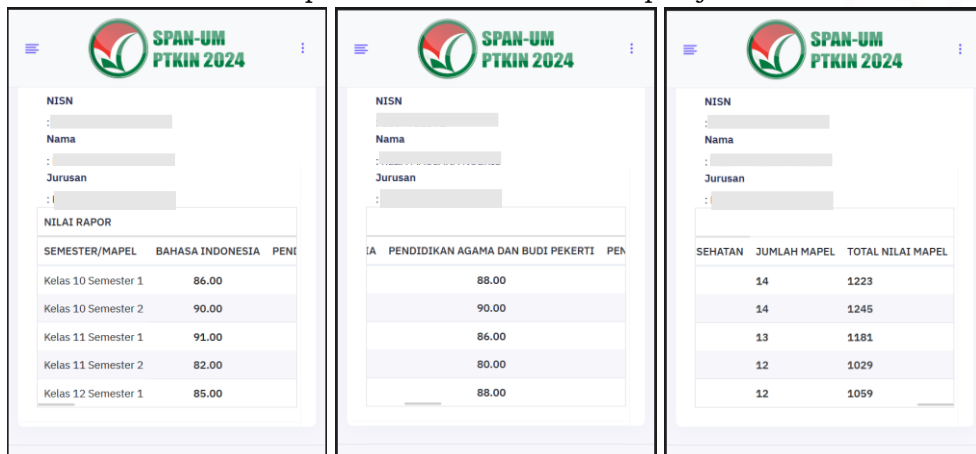 SPAN-UM
PTKIN 2024
NISN
:
Nama
:
Jurusan
:
NILAI RAPOR
SEMESTER/MAPEL BAHASA INDONESIA PEND
Kelas 10 Semester 1 86.00
Kelas 10 Semester 2 90.00
Kelas 11 Semester 1 91.00
Kelas 11 Semester 2 82.00
Kelas 12 Semester 1 85.00
SPAN-UM
PTKIN 2024
NISN
Nama
:
Jurusan
:
IA PENDIDIKAN AGAMA DAN BUDI PEKERTI PEN
88.00
90.00
86.00
80.00
88.00
SPAN-UM
PTKIN 2024
NISN
:
Nama
:
Jurusan
:
SEHATAN JUMLAH MAPEL TOTAL NILAI MAPEL
14 1223
14 1245
13 1181
12 1029
12 1059